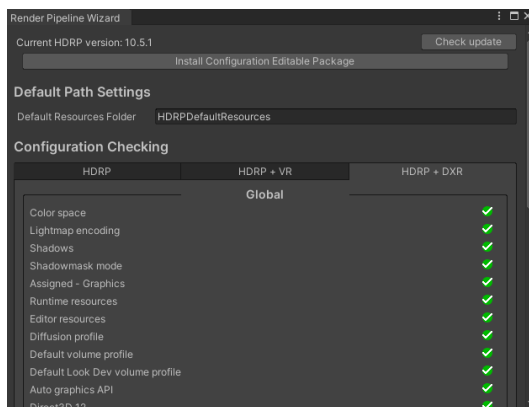 Render Pipeline Wizard
Current HDRP version: 10.5.1
Check update
Install Configuration Editable Package
Default Path Settings
Default Resources Folder HDRPDefaultResources
Configuration Checking
HDRP HDRP + VR HDRP + DXR
Global
Color space
Lightmap encoding
Shadows
Shadowmask mode
Assigned - Graphics
Runtime resources
Editor resources
Diffusion profile
Default volume profile
Default Look Dev volume profile
Auto graphics API
Direct3D 12